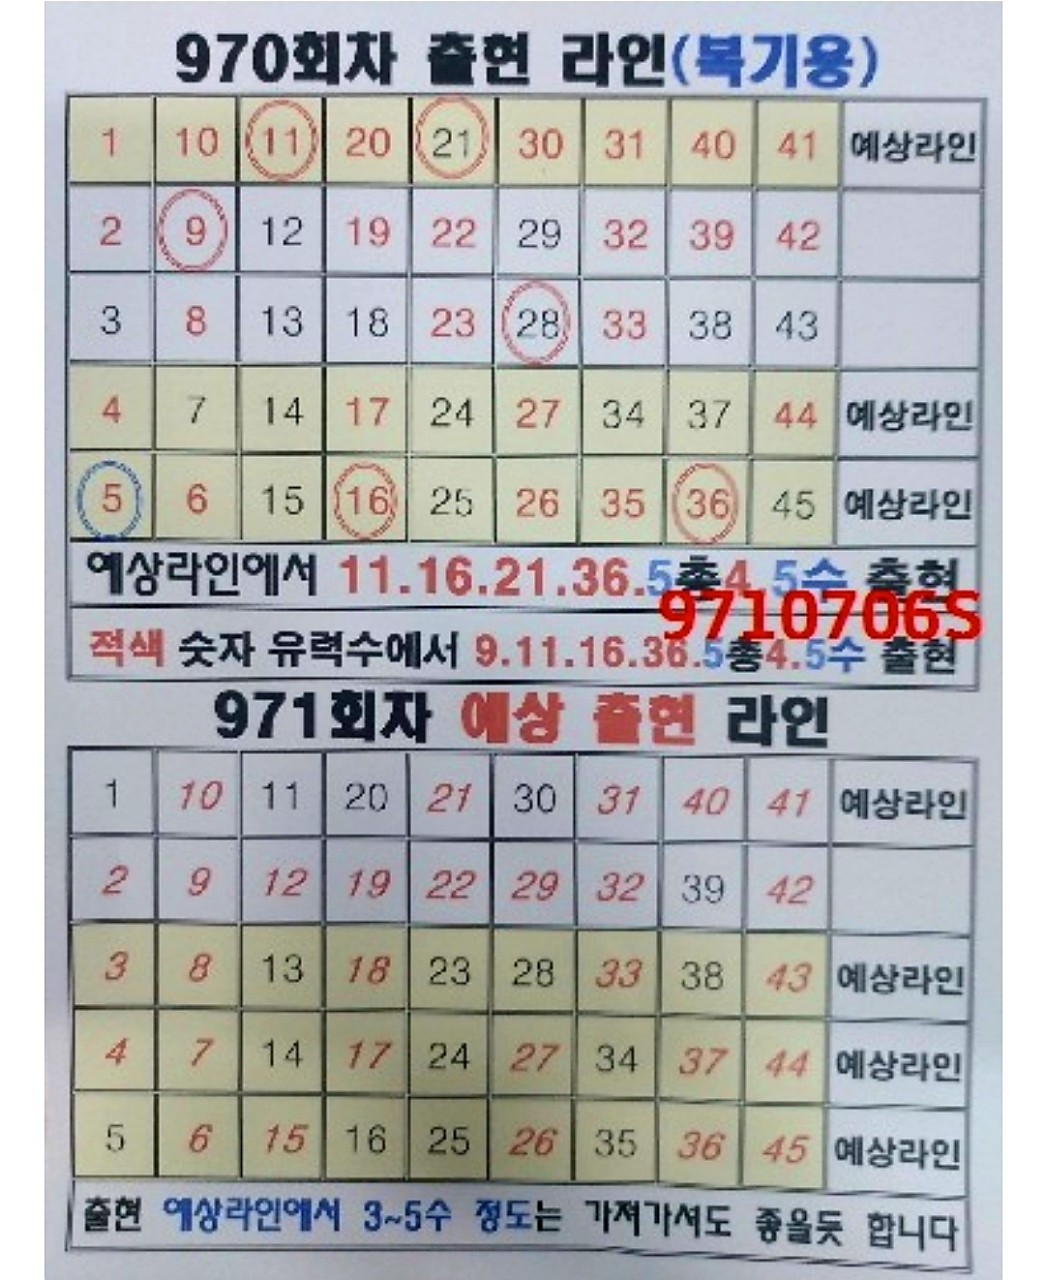 970회차 출현 라인(복기용)
1 10 11 20 21 30 31 40 41 예상라인
2 9 12 19 22 29 32 39 42
3 8 13 18 23 28 33 38 43
4 7 14 17 24 27 34 37 44 예상라인
5 6 15 16 25 26 35 36 45 예상라인
예상라인에서 11.16.21.36.5총4.5수 출현
9710706S
적색 숫자 유력수에서 9.11.16.36.5총4.5수 출현
971회차 예상 출현 라인
1 10 11 20 21 30 31 40 41 예상라인
2 9 12 19 22 29 32 39 42
3 8 13 18 23 28 33 38 43 예상라인
4 7 14 17 24 27 34 37 44 예상라인
5 6 15 16 25 26 35 36 45 예상라인
출현 예상라인에서 3~5수 정도는 가져가셔도 좋을듯 합니다